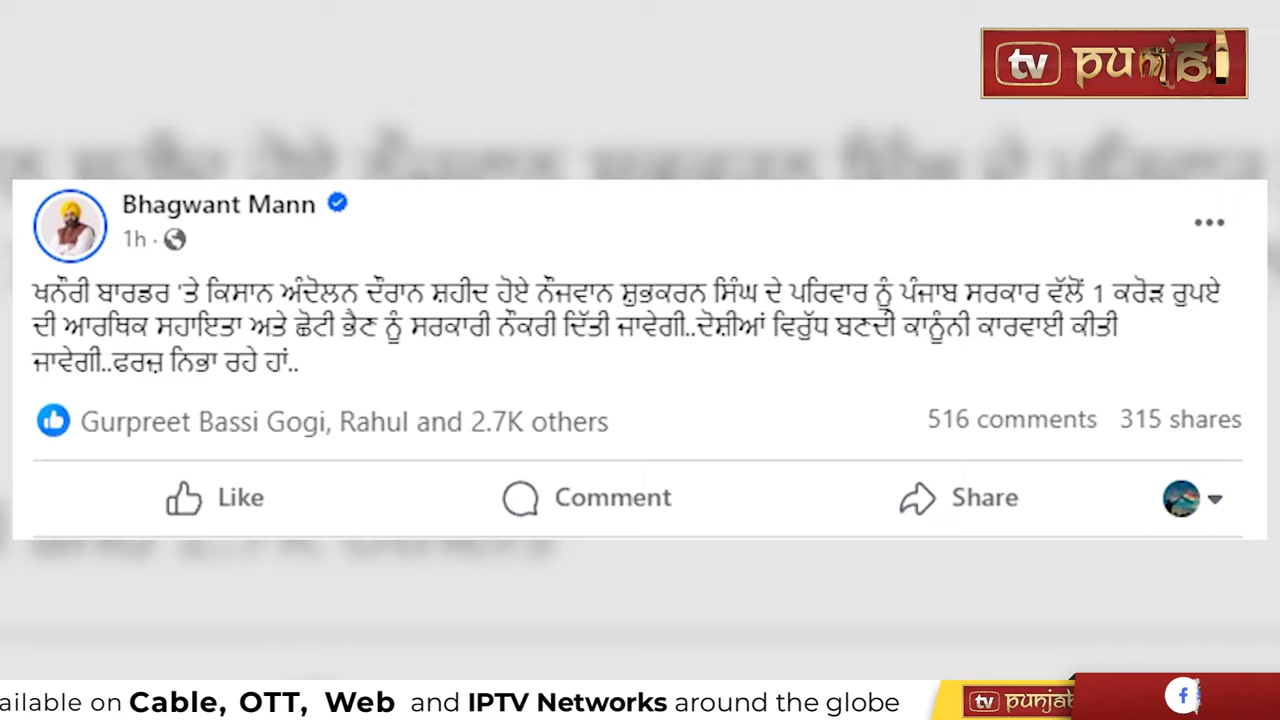 tv
Bhagwant Mann
1h ·
ਖਨੌਰੀ ਬਾਰਡਰ 'ਤੇ ਕਿਸਾਨ ਅੰਦੋਲਨ ਦੌਰਾਨ ਸ਼ਹੀਦ ਹੋਏ ਨੌਜਵਾਨ ਸ਼ੁਭਕਰਨ ਸਿੰਘ ਦੇ ਪਰਿਵਾਰ ਨੂੰ ਪੰਜਾਬ ਸਰਕਾਰ ਵੱਲੋਂ 1 ਕਰੋੜ ਰੁਪਏ
ਦੀ ਆਰਥਿਕ ਸਹਾਇਤਾ ਅਤੇ ਛੋਟੀ ਭੈਣ ਨੂੰ ਸਰਕਾਰੀ ਨੌਕਰੀ ਦਿੱਤੀ ਜਾਵੇਗੀ..ਦੋਸ਼ੀਆਂ ਵਿਰੁੱਧ ਬਣਦੀ ਕਾਨੂੰਨੀ ਕਾਰਵਾਈ ਕੀਤੀ
ਜਾਵੇਗੀ..ਫਰਜ਼ ਨਿਭਾ ਰਹੇ ਹਾਂ..
Gurpreet Bassi Gogi, Rahul and 2.7K others 516 comments 315 shares
Like Comment Share
ailable on Cable, OTT, Web and IPTV Networks around the globe tv punjab